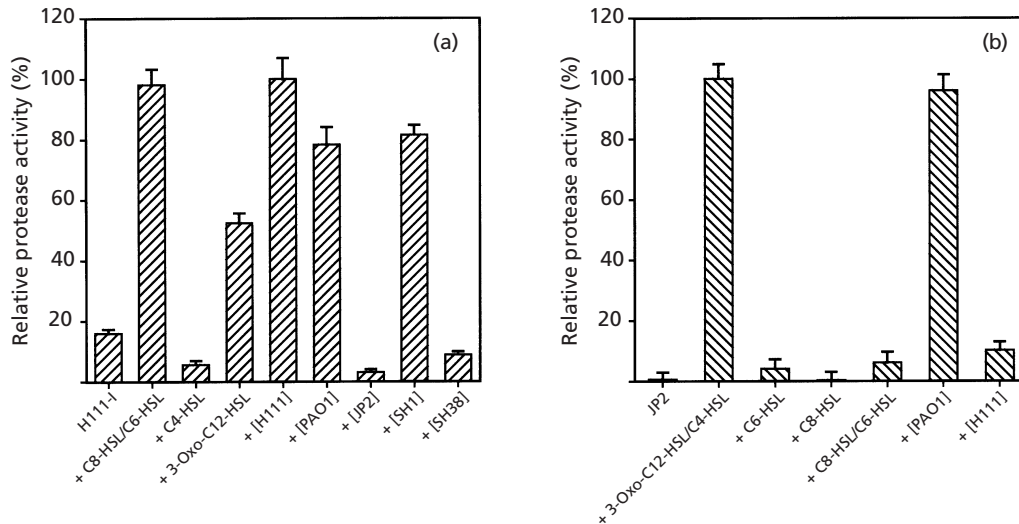 (a)
Relative protease activity (%)
120
100
80
60
40
20
H111-I
+ C8-HSL/C6-HSL
+ C4-HSL
+ 3-Oxo-C12-HSL
+ [H111]
+ [PAO1]
+ [JP2]
+ [SH1]
+ [SH38]
(b)
Relative protease activity (%)
120
100
80
60
40
20
JP2
+ 3-Oxo-C12-HSL/C4-HSL
+ C6-HSL
+ C8-HSL
+ C8-HSL/C6-HSL
+ [PAO1]
+ [H111]